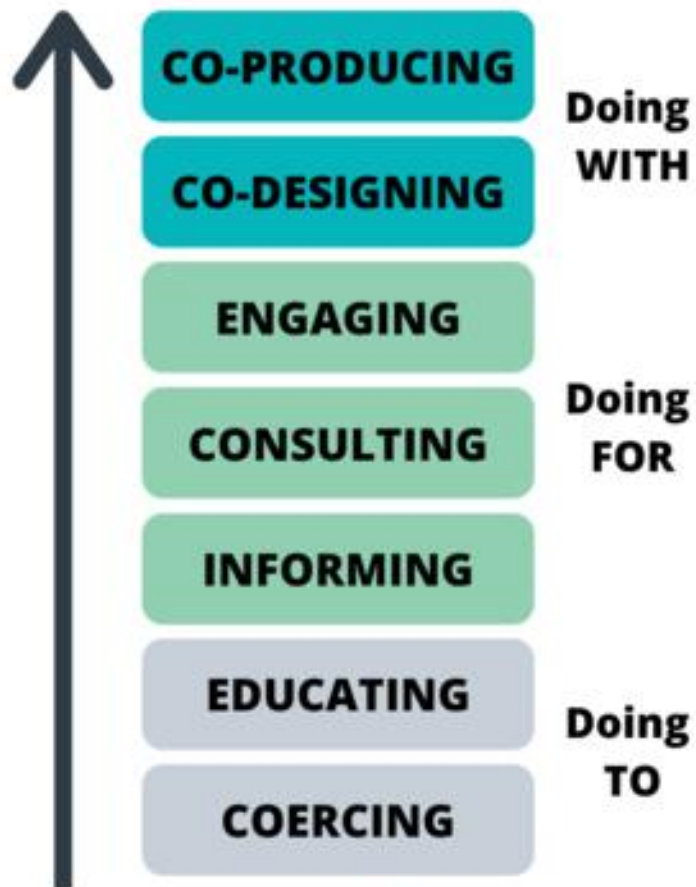 CO-PRODUCING
Doing
WITH
CO-DESIGNING
ENGAGING
Doing
FOR
CONSULTING
INFORMING
EDUCATING
Doing
TO
COERCING